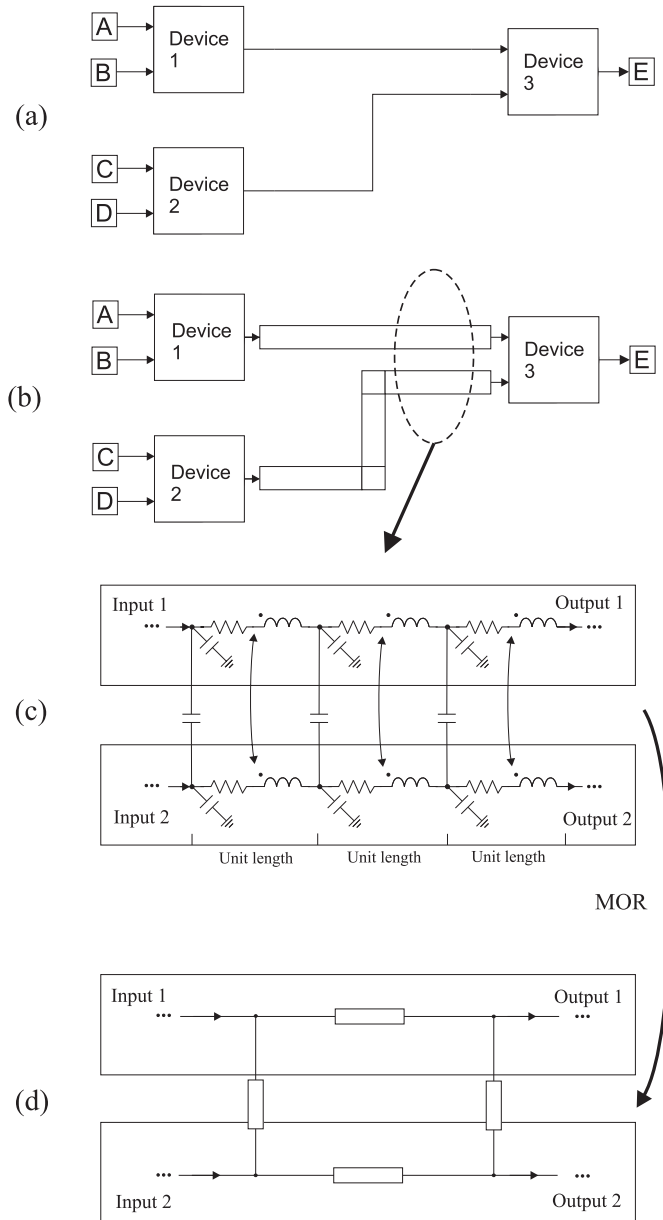 A
B
Device
1
Device
3
E
(a)
C
D
Device
2
A
B
Device
1
Device
3
E
(b)
C
D
Device
2
Input 1
Output 1
...
...
(c)
...
...
Input 2
Output 2
Unit length
Unit length
Unit length
MOR
Input 1
Output 1
...
...
(d)
...
...
Input 2
Output 2